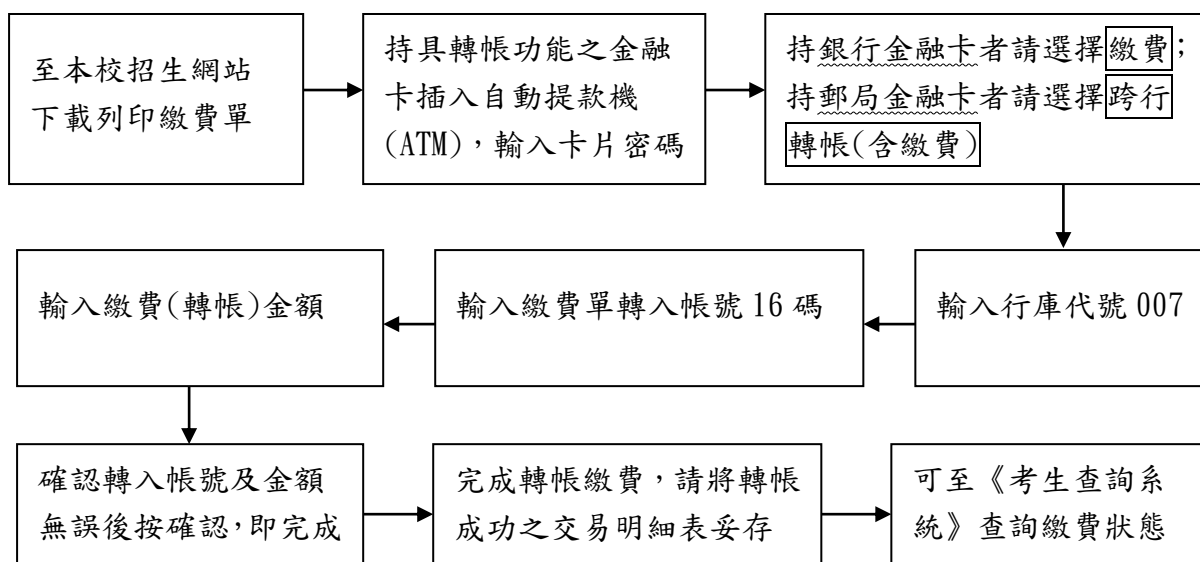 至本校招生網站
下載列印繳費單
持具轉帳功能之金融
卡插入自動提款機
(ATM)，輸入卡片密碼
持銀行金融卡者請選擇繳費；
持郵局金融卡者請選擇跨行
轉帳(含繳費)
輸入行庫代號 007
輸入繳費單轉入帳號 16 碼
輸入繳費(轉帳)金額
確認轉入帳號及金額
無誤後按確認，即完成
完成轉帳繳費，請將轉帳
成功之交易明細表妥存
可至《考生查詢系
統》查詢繳費狀態